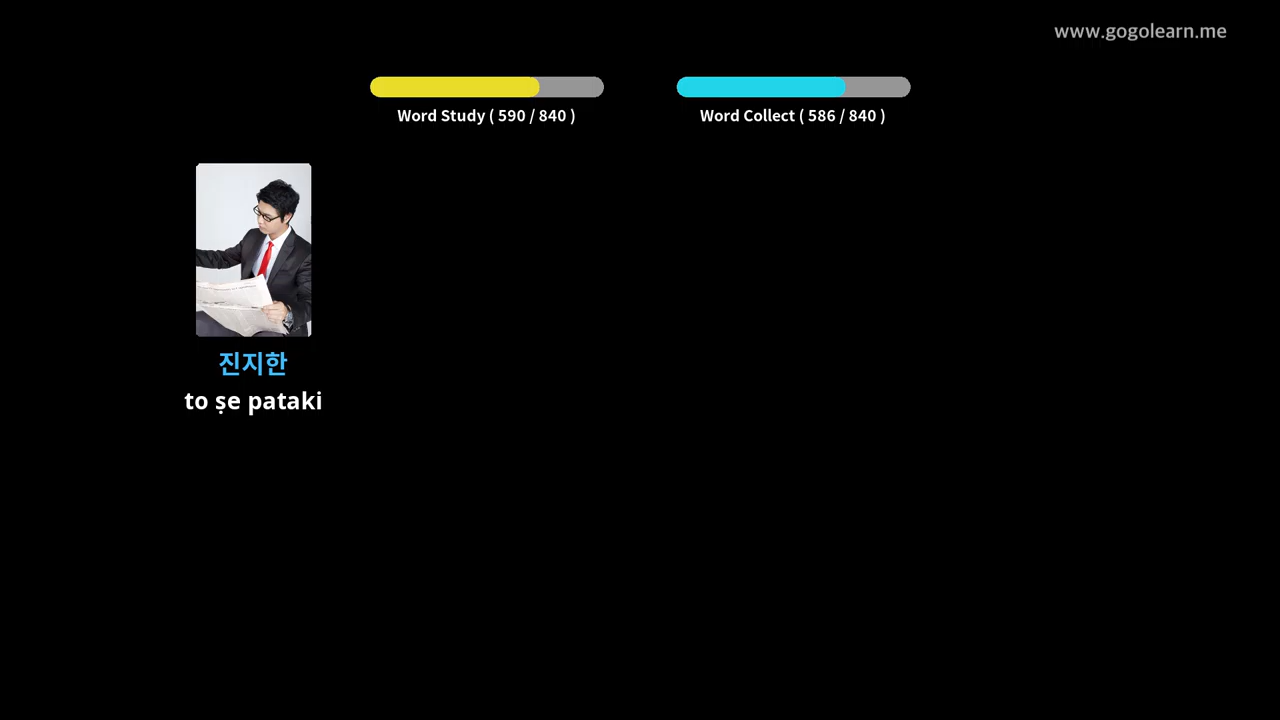 www.gogolearn.me
Word Study ( 590 / 840 )
Word Collect ( 586 / 840 )
진지한
to ṣe pataki